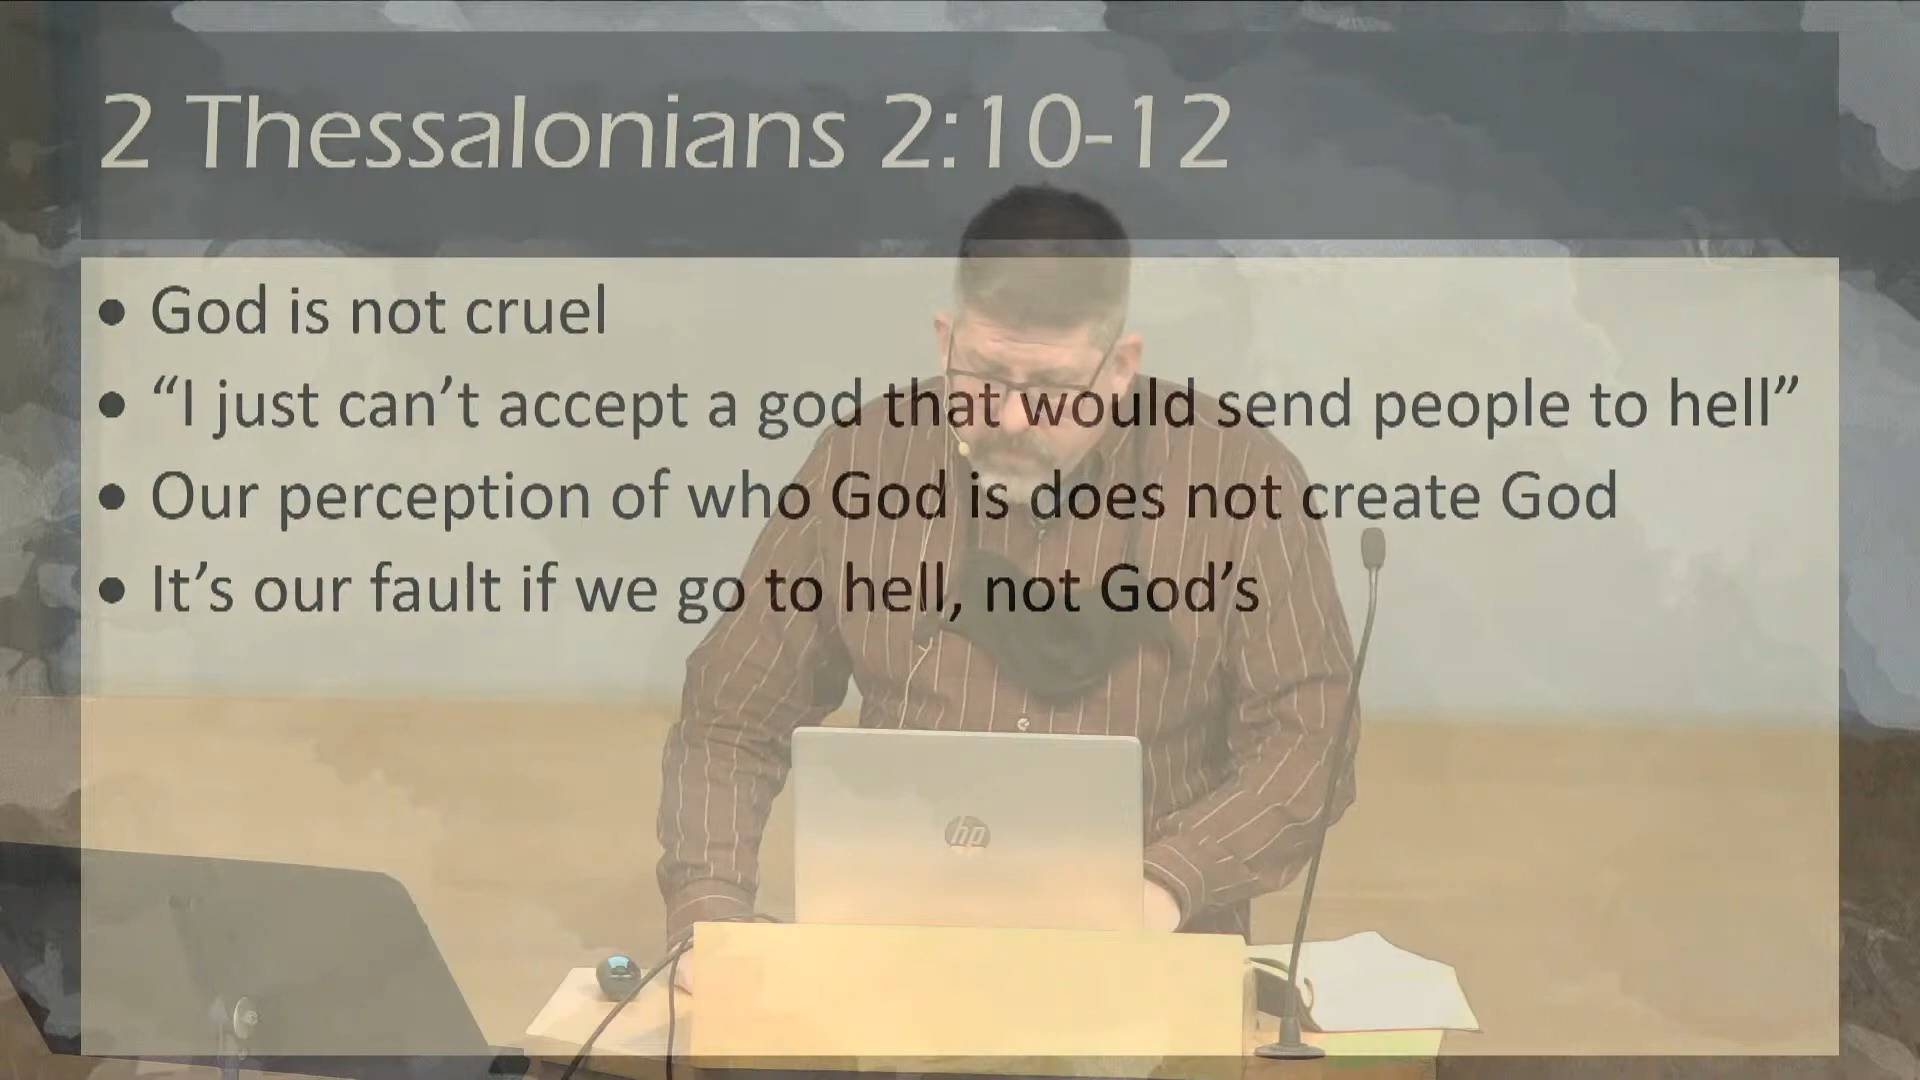 2 Thessalonians 2:10-12
• God is not cruel
• “I just can’t accept a god that would send people to hell”
• Our perception of who God is does not create God
• It’s our fault if we go to hell, not God’s
hp